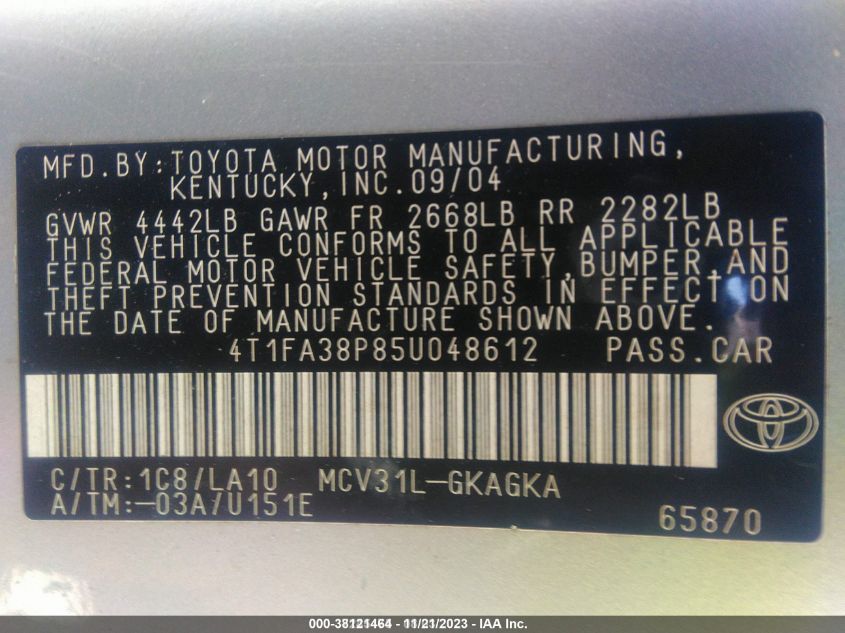 MFD.BY:TOYOTA MOTOR MANUFACTURING,
KENTUCKY,INC.09/04
GVWR 4442LB GAWR FR 2668LB RR 2282LB
THIS VEHICLE CONFORMS TO ALL APPLICABLE
FEDERAL MOTOR VEHICLE SAFETY,BUMPER,AND
THEFT PREVENTION STANDARDS IN EFFECT ON
THE DATE OF MANUFACTURE SHOWN ABOVE.
4T1FA38P85U048612 PASS.CAR
C/TR:1C8/LA10 MCV31L-GKAGKA
A/TM:-03A/U151E 65870
000-38121464 - 11/21/2023 - IAA Inc.